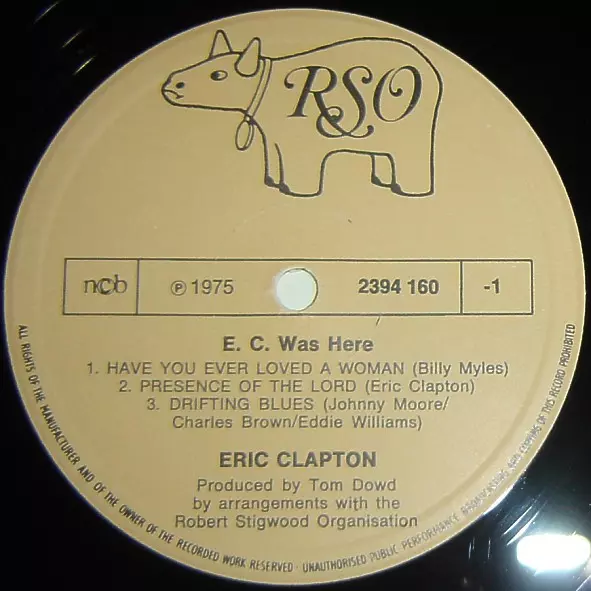 RSO
ncb
℗ 1975
2394 160
-1
E. C. Was Here
1. HAVE YOU EVER LOVED A WOMAN (Billy Myles)
2. PRESENCE OF THE LORD (Eric Clapton)
3. DRIFTING BLUES (Johnny Moore/
Charles Brown/Eddie Williams)
ERIC CLAPTON
Produced by Tom Dowd
by arrangements with the
Robert Stigwood Organisation
ALL RIGHTS OF THE MANUFACTURER AND OF THE OWNER OF THE RECORDED WORK RESERVED · UNAUTHORISED PUBLIC PERFORMANCE BROADCASTING AND COPYING OF THIS RECORD PROHIBITED